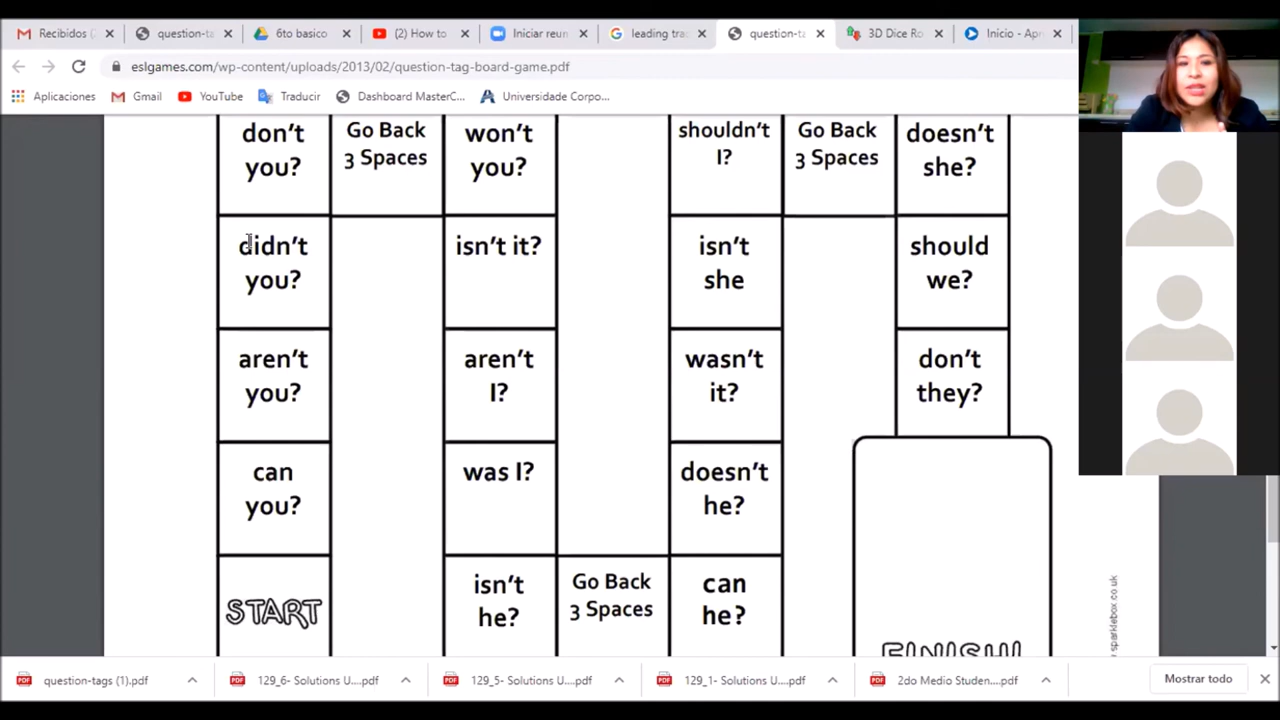 Recibidos (
question-ta
6to basico
(2) How to
Iniciar reun
leading tra
question-ta
3D Dice Ro
Inicio - Apr
eslgames.com/wp-content/uploads/2013/02/question-tag-board-game.pdf
Aplicaciones
Gmail
YouTube
Traducir
Dashboard MasterC...
Universidade Corpo...
don't
you?
Go Back
3 Spaces
won't
you?
shouldn't
I?
Go Back
3 Spaces
doesn't
she?
didn't
you?
isn't it?
isn't
she
should
we?
aren't
you?
aren't
I?
wasn't
it?
don't
they?
can
you?
was I?
doesn't
he?
START
isn't
he?
Go Back
3 Spaces
can
he?
FINISH!
sparklebox.co.uk
question-tags (1).pdf
129_6- Solutions U....pdf
129_5- Solutions U....pdf
129_1- Solutions U....pdf
2do Medio Studen....pdf
Mostrar todo